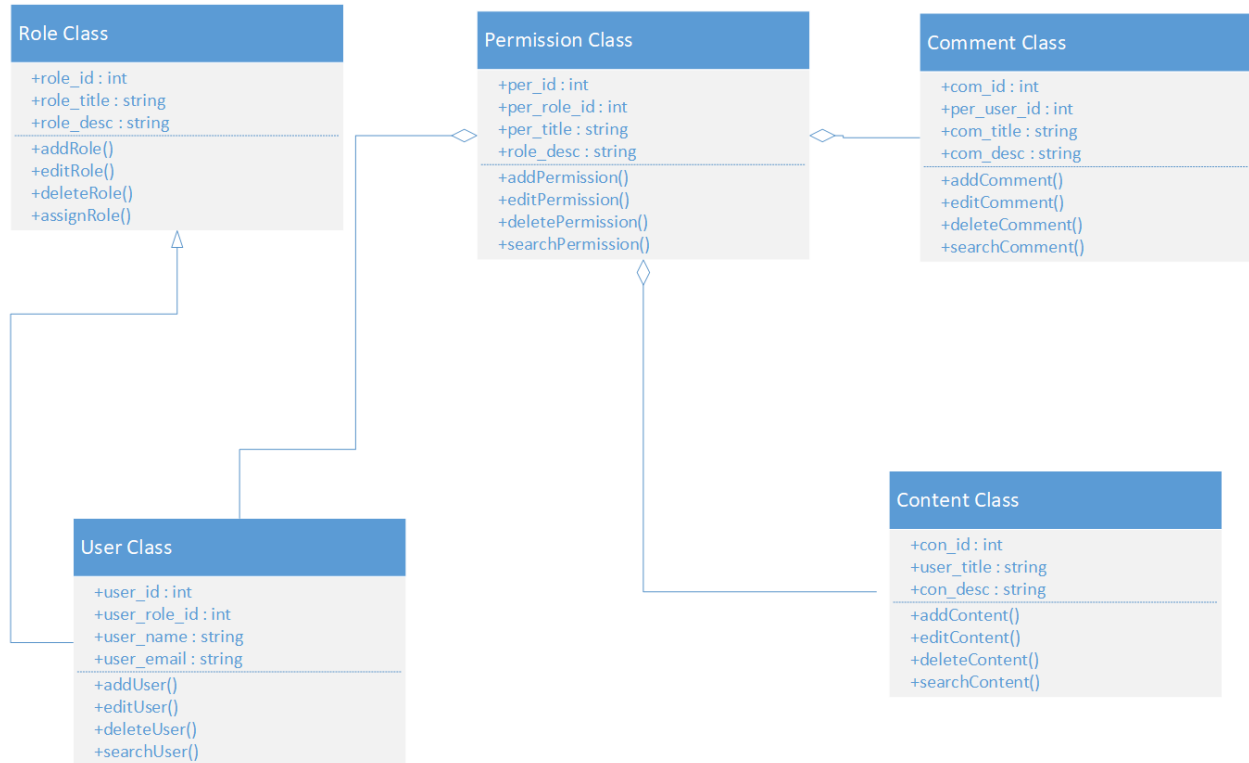 Role Class
+role_id : int
+role_title : string
+role_desc : string
+addRole()
+editRole()
+deleteRole()
+assignRole()
Permission Class
+per_id : int
+per_role_id : int
+per_title : string
+role_desc : string
+addPermission()
+editPermission()
+deletePermission()
+searchPermission()
Comment Class
+com_id : int
+per_user_id : int
+com_title : string
+com_desc : string
+addComment()
+editComment()
+deleteComment()
+searchComment()
User Class
+user_id : int
+user_role_id : int
+user_name : string
+user_email : string
+addUser()
+editUser()
+deleteUser()
+searchUser()
Content Class
+con_id : int
+user_title : string
+con_desc : string
+addContent()
+editContent()
+deleteContent()
+searchContent()